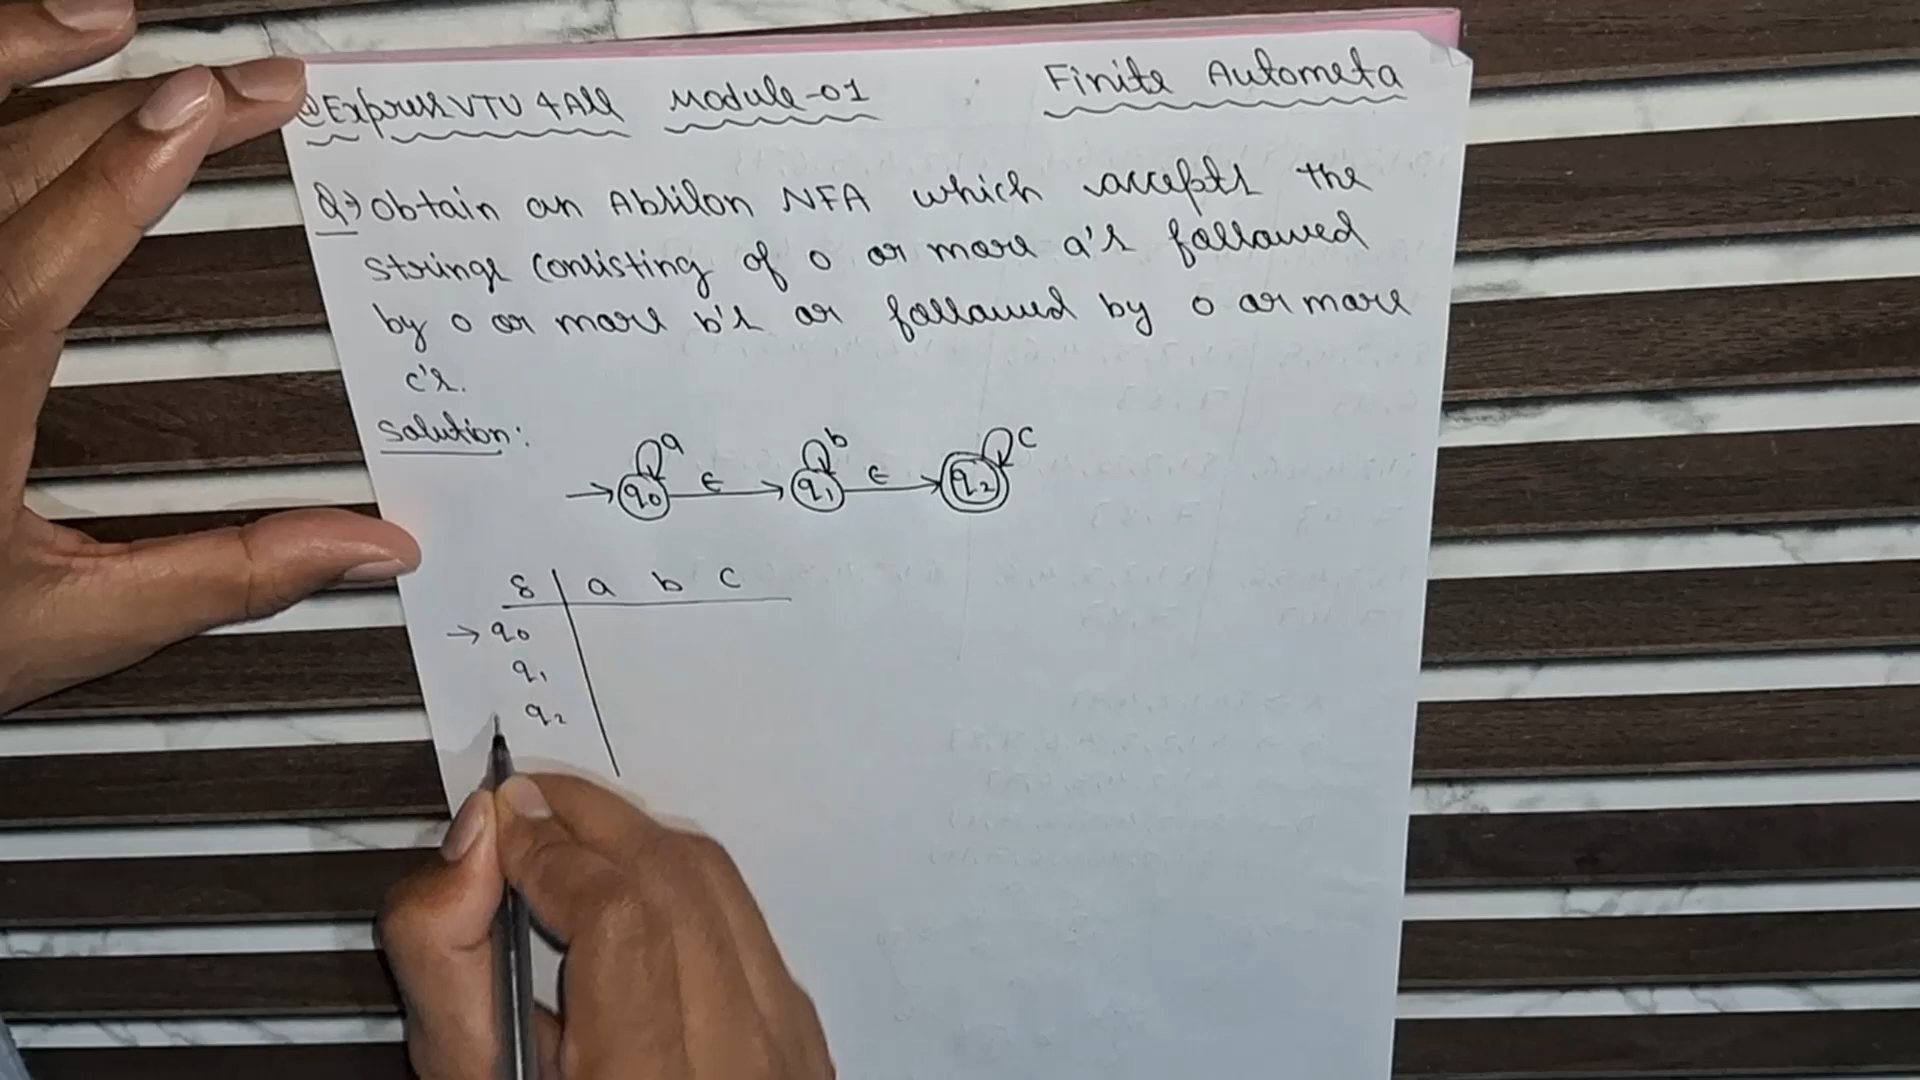 @ExpressVTU4All Module-01 Finite Autometa
Q→ Obtain an Absilon NFA which accepts the
strings consisting of 0 or more a's followed
by 0 or more b's or followed by 0 or more
c's.
Solution:
a b c
→ q0 ϵ q1 ϵ q2
δ a b c
→ q0
q1
q2